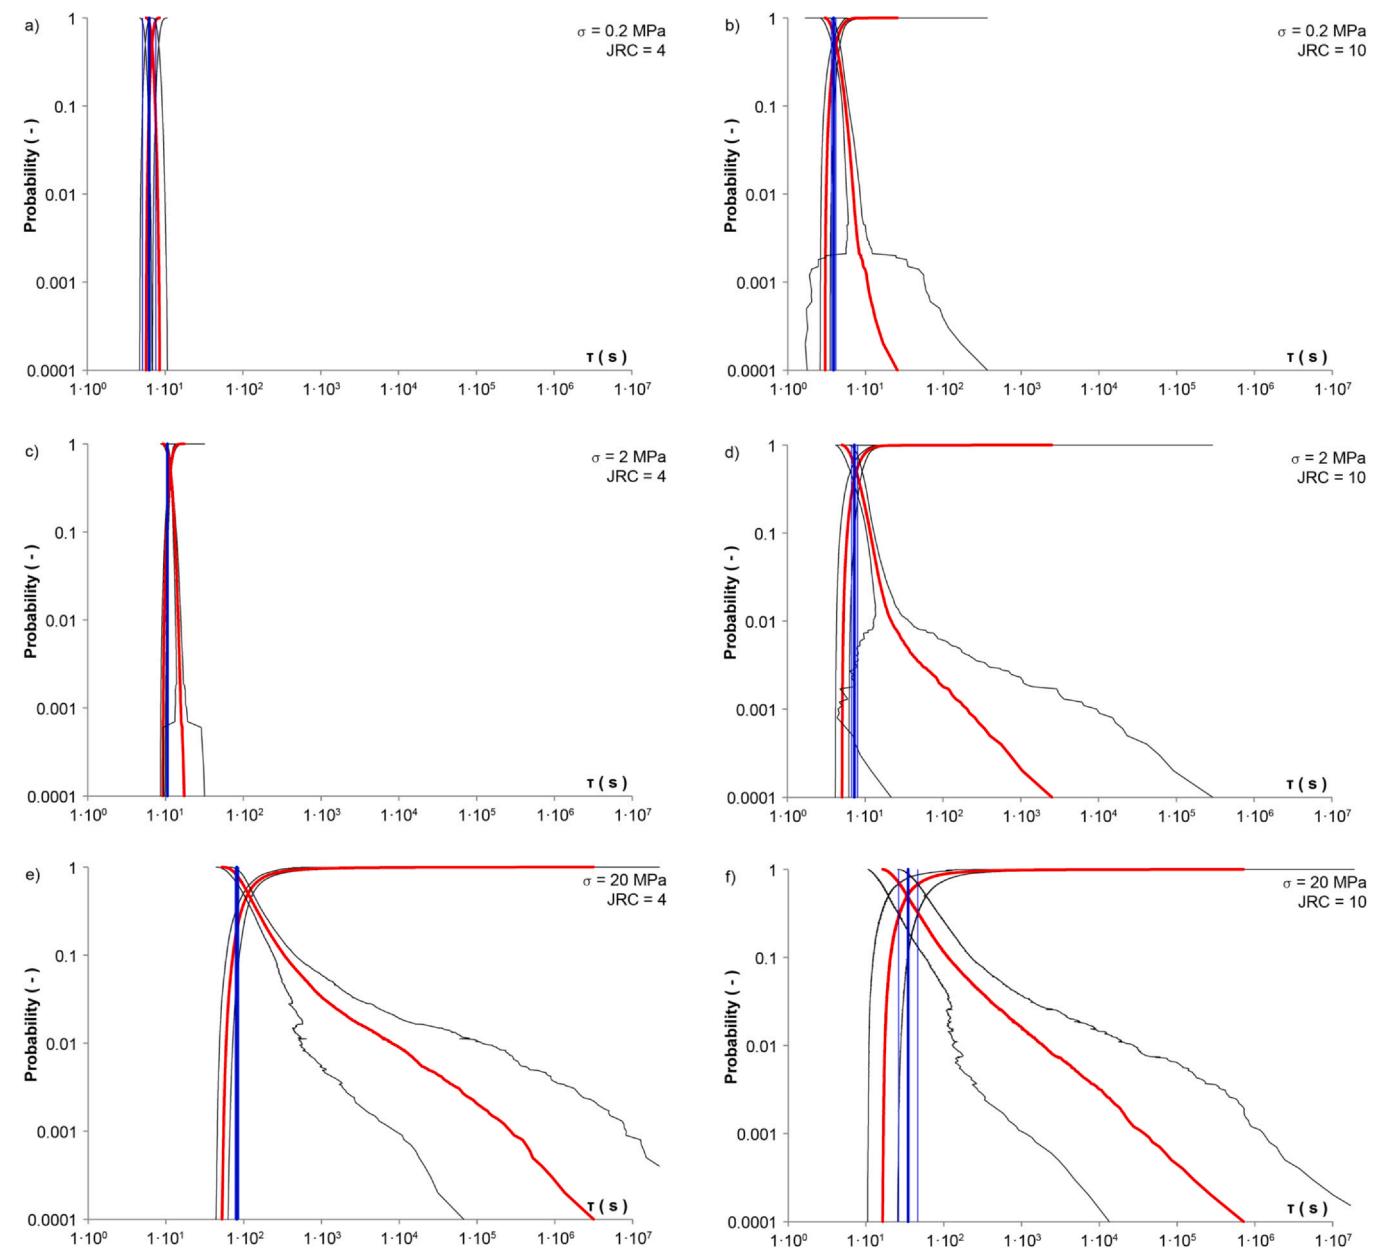 a)
σ = 0.2 MPa
JRC = 4
Probability ( - )
1
0.1
0.01
0.001
0.0001
τ ( s )
1·10⁰ 1·10¹ 1·10² 1·10³ 1·10⁴ 1·10⁵ 1·10⁶ 1·10⁷
b)
σ = 0.2 MPa
JRC = 10
Probability ( - )
1
0.1
0.01
0.001
0.0001
τ ( s )
1·10⁰ 1·10¹ 1·10² 1·10³ 1·10⁴ 1·10⁵ 1·10⁶ 1·10⁷
c)
σ = 2 MPa
JRC = 4
Probability ( - )
1
0.1
0.01
0.001
0.0001
τ ( s )
1·10⁰ 1·10¹ 1·10² 1·10³ 1·10⁴ 1·10⁵ 1·10⁶ 1·10⁷
d)
σ = 2 MPa
JRC = 10
Probability ( - )
1
0.1
0.01
0.001
0.0001
τ ( s )
1·10⁰ 1·10¹ 1·10² 1·10³ 1·10⁴ 1·10⁵ 1·10⁶ 1·10⁷
e)
σ = 20 MPa
JRC = 4
Probability ( - )
1
0.1
0.01
0.001
0.0001
τ ( s )
1·10⁰ 1·10¹ 1·10² 1·10³ 1·10⁴ 1·10⁵ 1·10⁶ 1·10⁷
f)
σ = 20 MPa
JRC = 10
Probability ( - )
1
0.1
0.01
0.001
0.0001
τ ( s )
1·10⁰ 1·10¹ 1·10² 1·10³ 1·10⁴ 1·10⁵ 1·10⁶ 1·10⁷